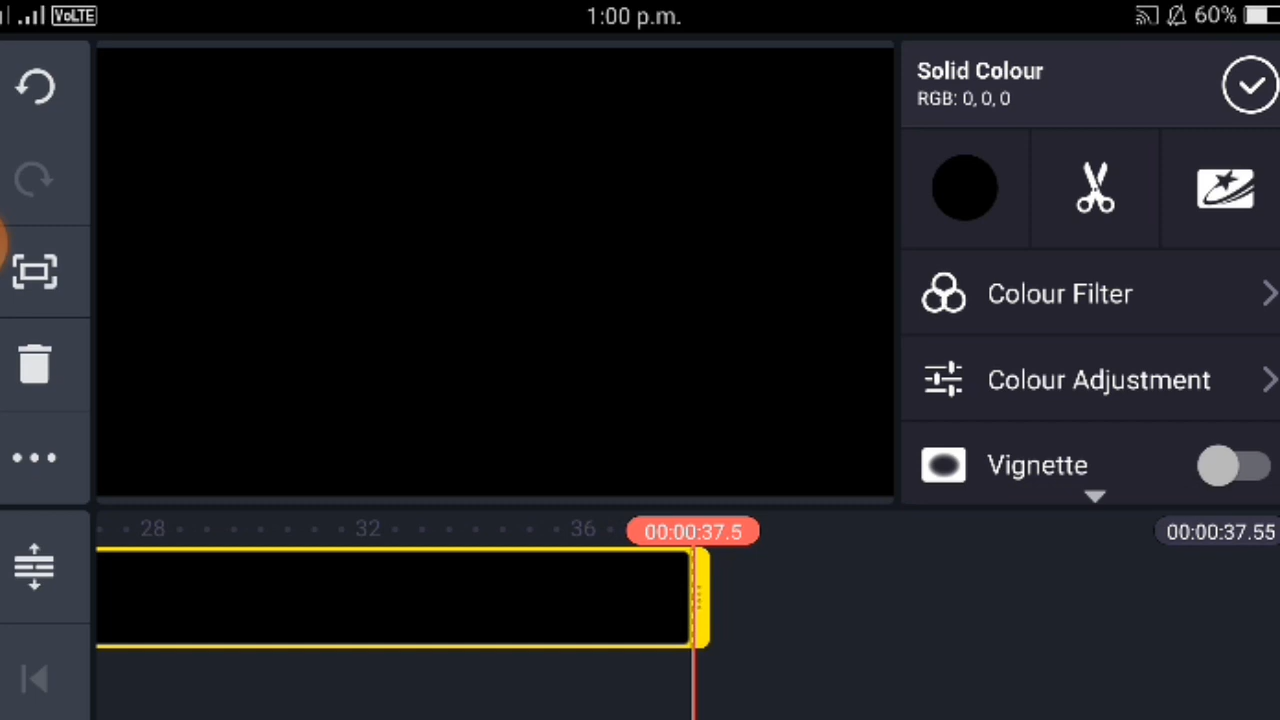 VoLTE
1:00 p.m.
60%
Solid Colour
RGB: 0, 0, 0
Colour Filter
Colour Adjustment
Vignette
28
32
36
00:00:37.5
00:00:37.55